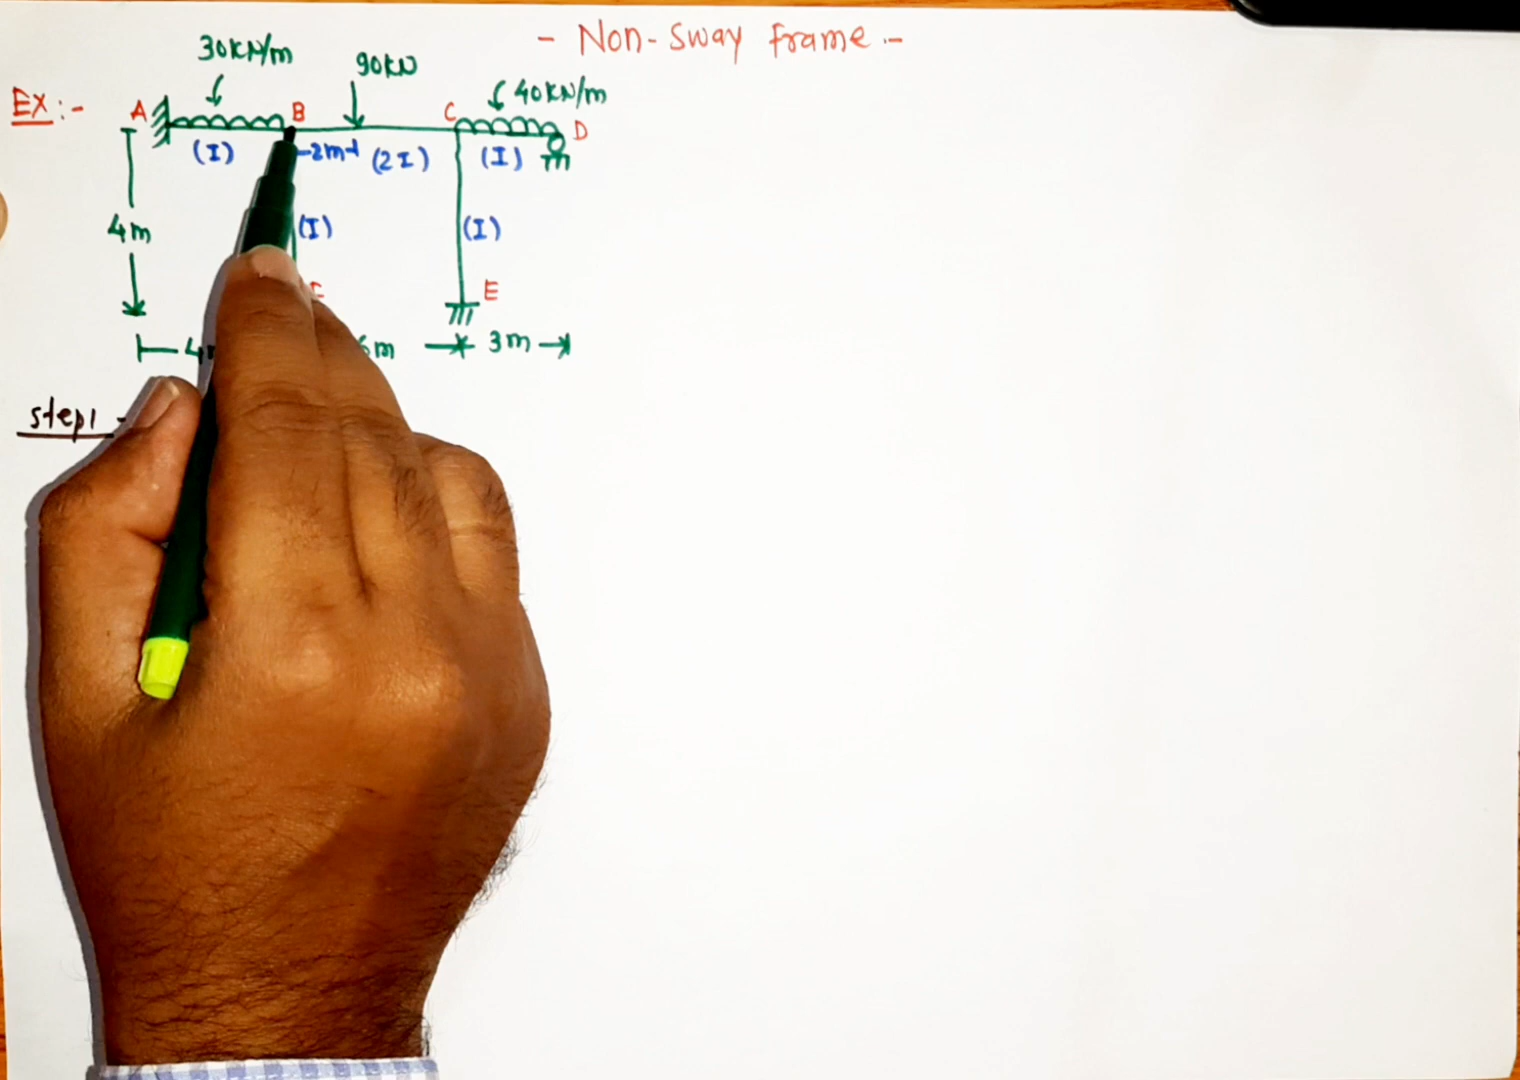 - Non-Sway frame -
30KN/m
90KN
40KN/m
EX:- A B C D
(I) 2m (2I) (I)
4m (I) (I)
E
3m
step1